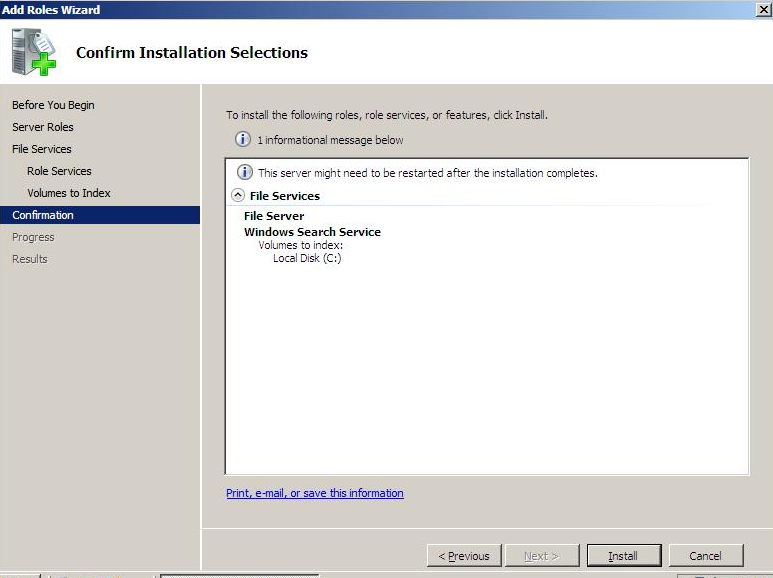 Add Roles Wizard
Confirm Installation Selections
Before You Begin
Server Roles
File Services
Role Services
Volumes to Index
Confirmation
Progress
Results
To install the following roles, role services, or features, click Install.
1 informational message below
This server might need to be restarted after the installation completes.
File Services
File Server
Windows Search Service
Volumes to index:
Local Disk (C:)
Print, e-mail, or save this information
< Previous
Next >
Install
Cancel